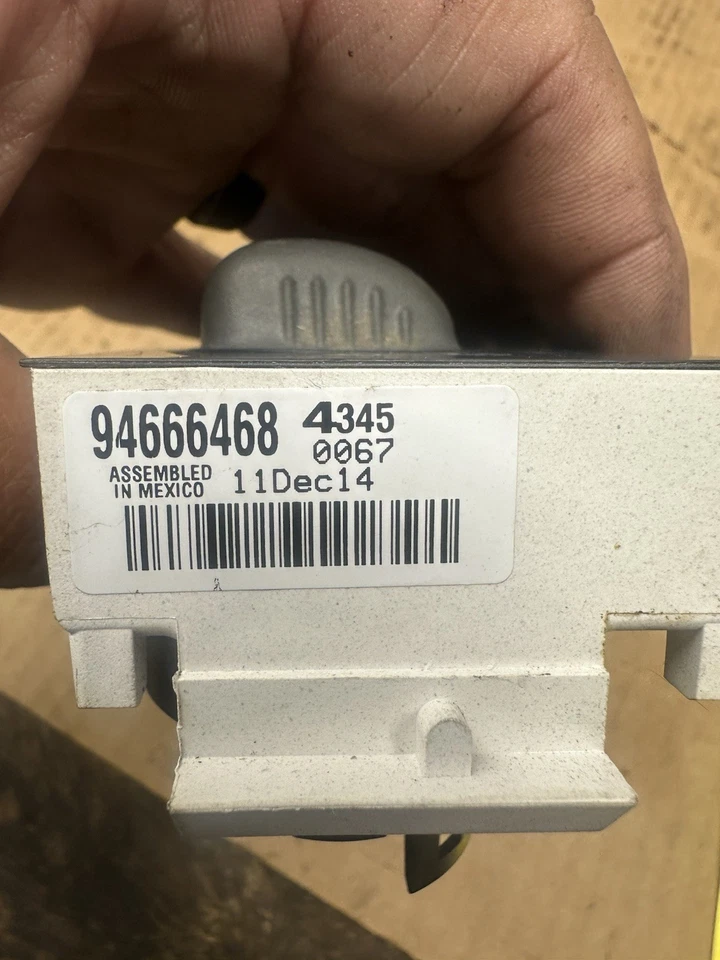 94666468 4345
0067
ASSEMBLED
IN MEXICO 11Dec14